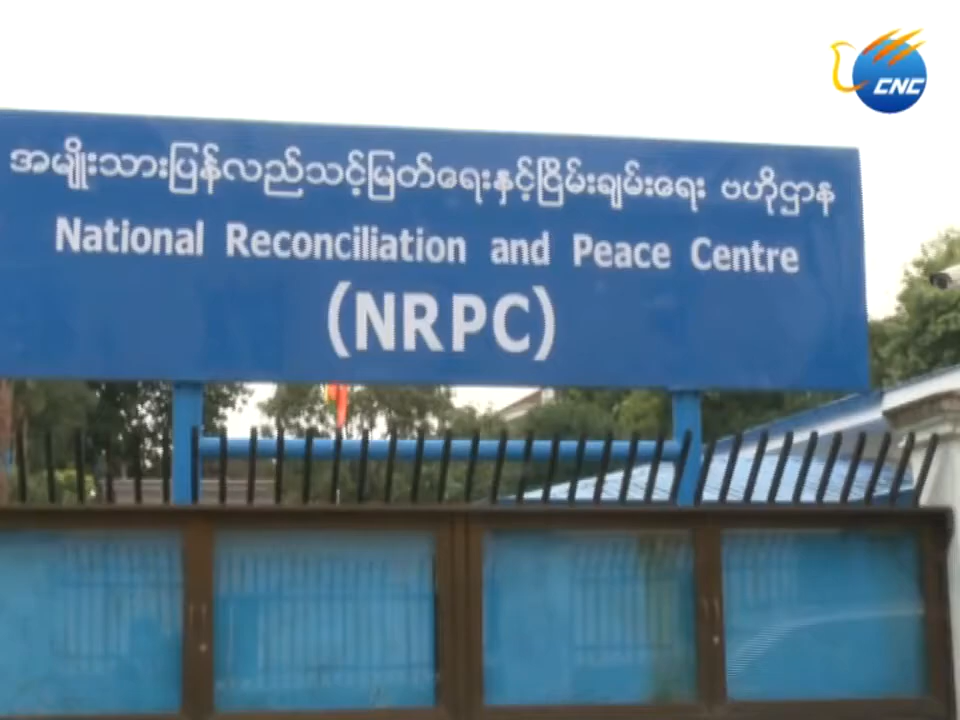 CNC
အမျိုးသားပြန်လည်သင့်မြတ်ရေးနှင့်ငြိမ်းချမ်းရေး ဗဟိုဌာန
National Reconciliation and Peace Centre
(NRPC)